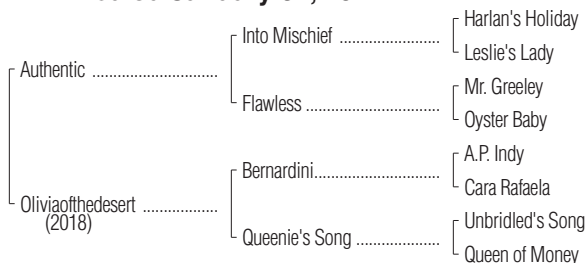 Into Mischief
Harlan's Holiday
Leslie's Lady
Authentic
Flawless
Mr. Greeley
Oyster Baby
Oliviaofthedesert
(2018)
Bernardini
A.P. Indy
Cara Rafaela
Queenie's Song
Unbridled's Song
Queen of Money